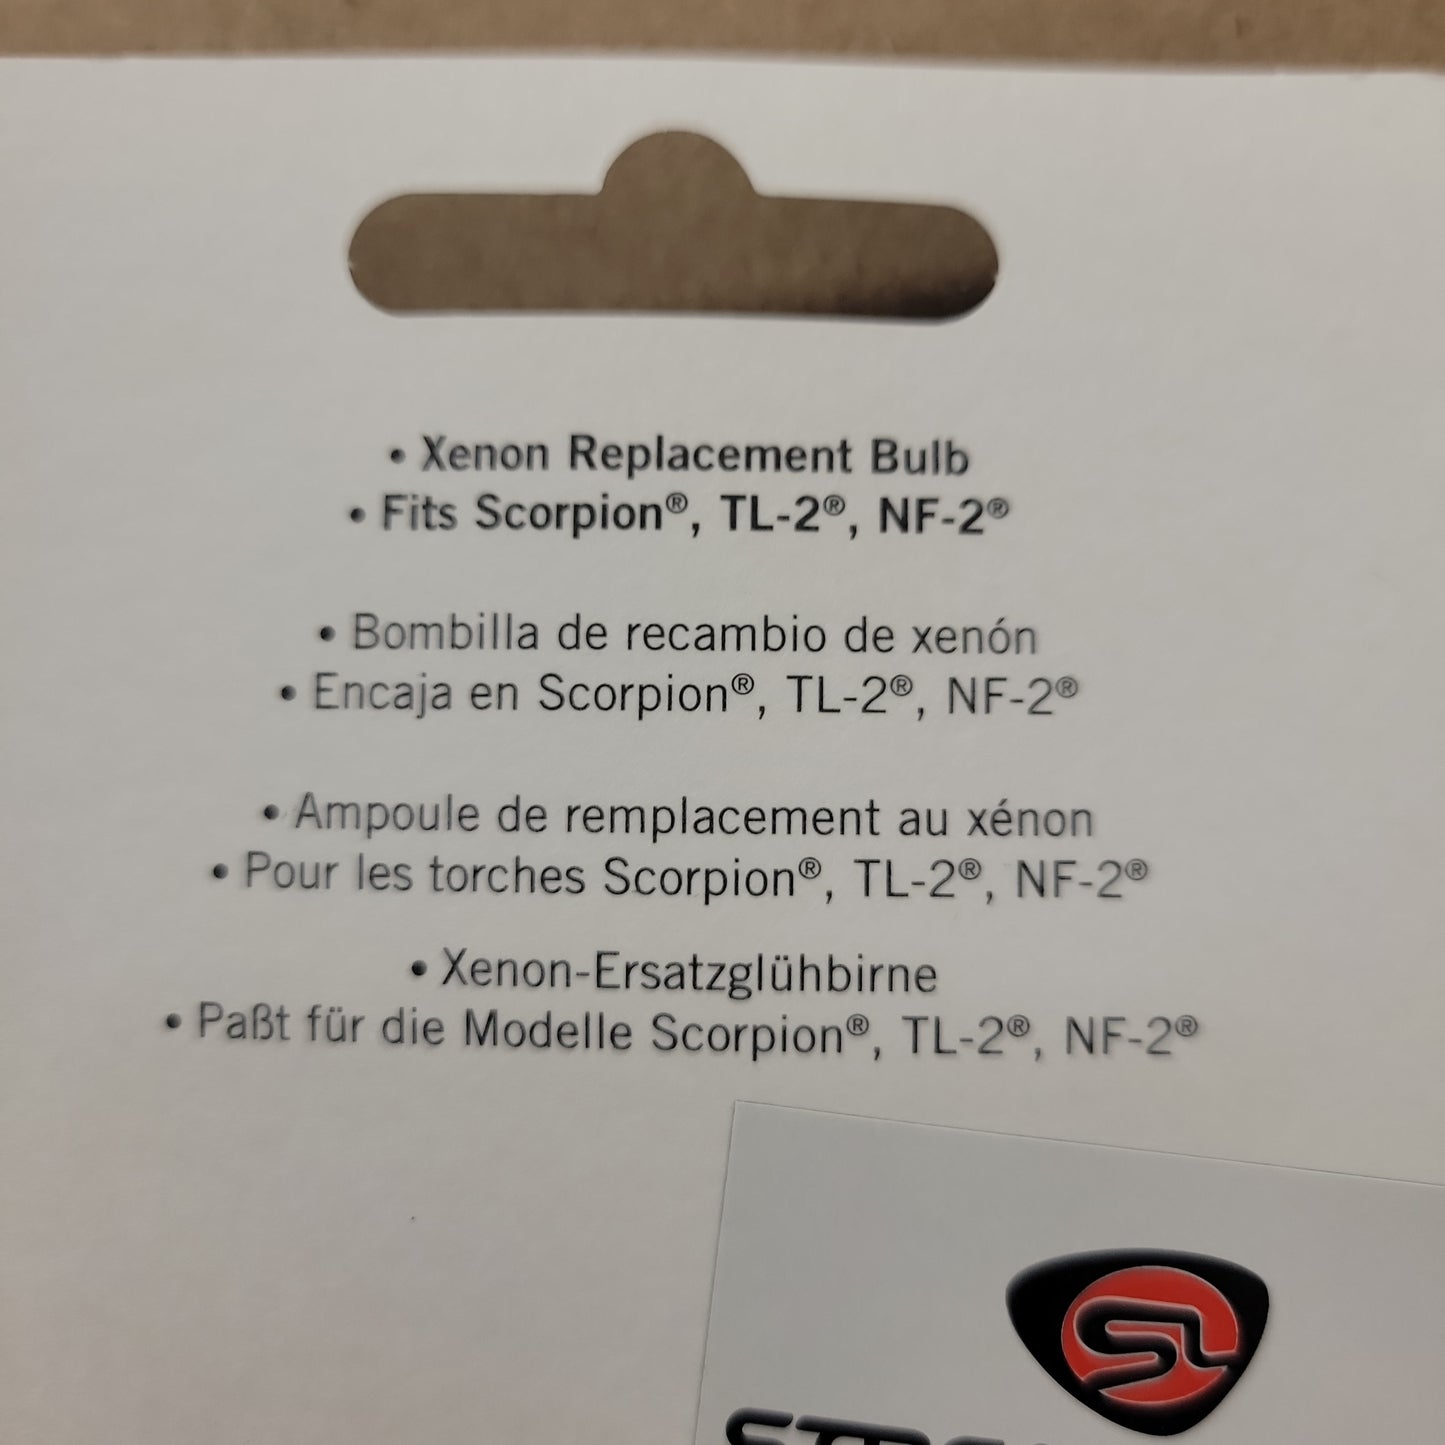 • Xenon Replacement Bulb
• Fits Scorpion®, TL-2®, NF-2®
• Bombilla de recambio de xenón
• Encaja en Scorpion®, TL-2®, NF-2®
• Ampoule de remplacement au xénon
• Pour les torches Scorpion®, TL-2®, NF-2®
• Xenon-Ersatzglühbirne
• Paßt für die Modelle Scorpion®, TL-2®, NF-2®
SL